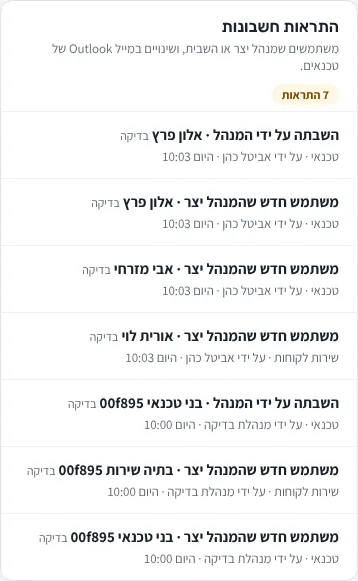 התראות חשבונות
משתמשים שמנהל יצר או השבית, ושינויים במייל Outlook של
טכנאים.
7 התראות
השבתה על ידי המנהל · אלון פרץ בדיקה
טכנאי · על ידי אביטל כהן · היום 10:03
משתמש חדש שהמנהל יצר · אלון פרץ בדיקה
טכנאי · על ידי אביטל כהן · היום 10:03
משתמש חדש שהמנהל יצר · אבי מזרחי בדיקה
טכנאי · על ידי אביטל כהן · היום 10:03
משתמש חדש שהמנהל יצר · אורית לוי בדיקה
שירות לקוחות · על ידי אביטל כהן · היום 10:03
השבתה על ידי המנהל · בני טכנאי 00f895 בדיקה
טכנאי · על ידי מנהלת בדיקה · היום 10:00
משתמש חדש שהמנהל יצר · בתיה שירות 00f895 בדיקה
שירות לקוחות · על ידי מנהלת בדיקה · היום 10:00
משתמש חדש שהמנהל יצר · בני טכנאי 00f895 בדיקה
טכנאי · על ידי מנהלת בדיקה · היום 10:00